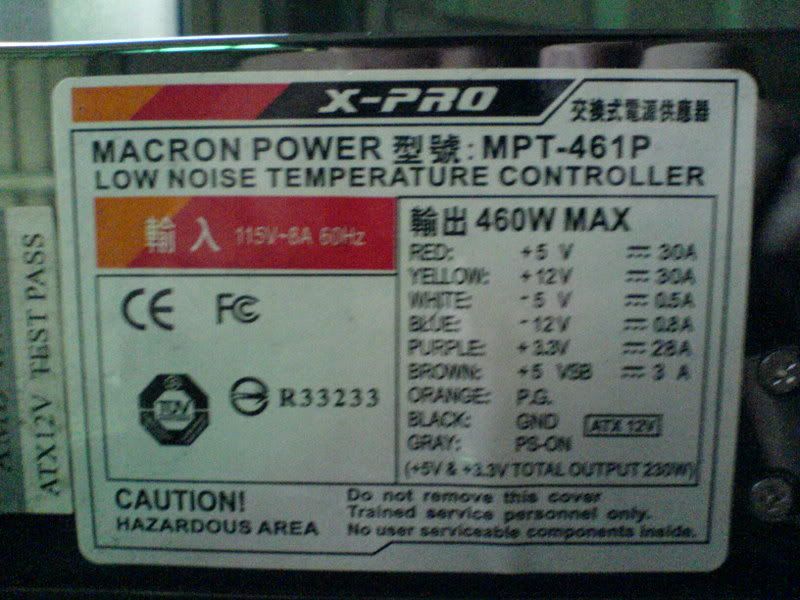 X-PRO
交換式電源供應器
MACRON POWER 型號: MPT-461P
LOW NOISE TEMPERATURE CONTROLLER
輸入 115V~8A 60Hz
輸出 460W MAX
RED: +5 V ⎓ 30A
YELLOW: +12V ⎓ 30A
WHITE: -5 V ⎓ 0.5A
BLUE: -12V ⎓ 0.8A
PURPLE: +3.3V ⎓ 28A
BROWN: +5 VSB ⎓ 3 A
ORANGE: P.G.
BLACK: GND
ATX 12V
GRAY: PS-ON
(+5V & +3.3V TOTAL OUTPUT 230W)
CE FC
TÜV
R33233
CAUTION!
HAZARDOUS AREA
Do not remove this cover
Trained service personnel only.
No user serviceable components inside.
ATX12V TEST PASS